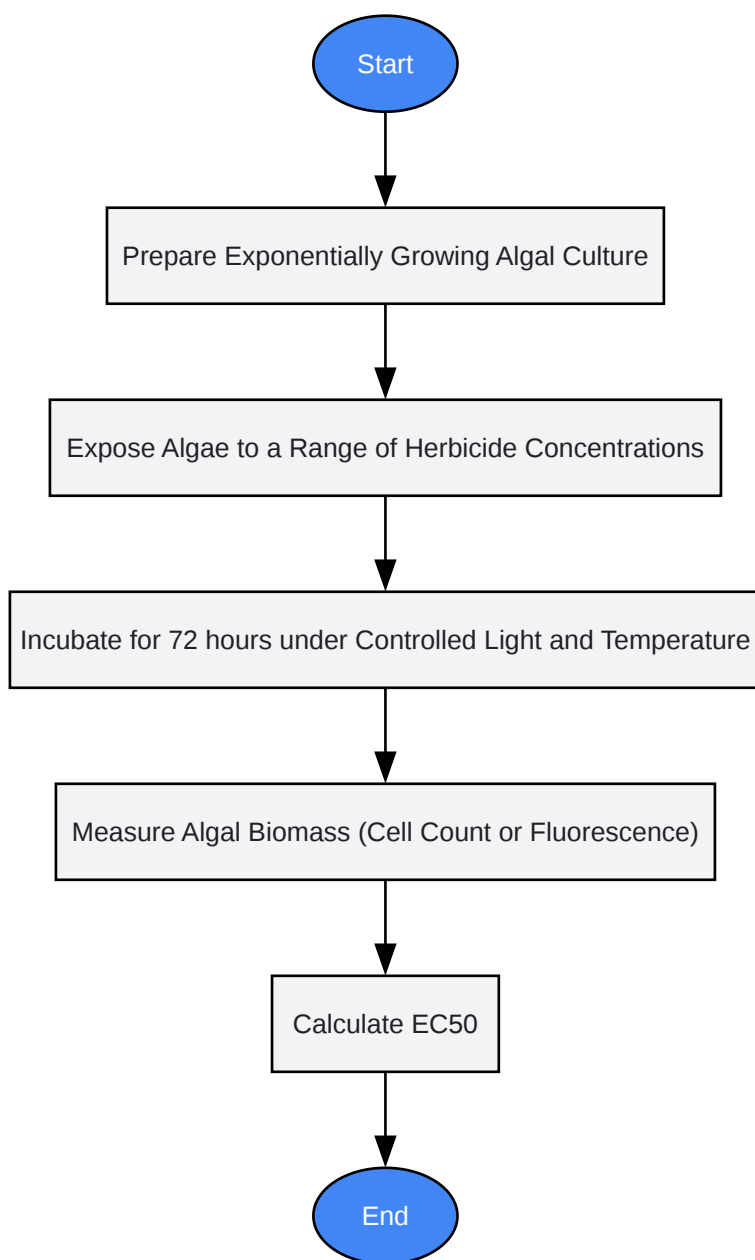 Start
Prepare Exponentially Growing Algal Culture
Expose Algae to a Range of Herbicide Concentrations
Incubate for 72 hours under Controlled Light and Temperature
Measure Algal Biomass (Cell Count or Fluorescence)
Calculate EC50
End